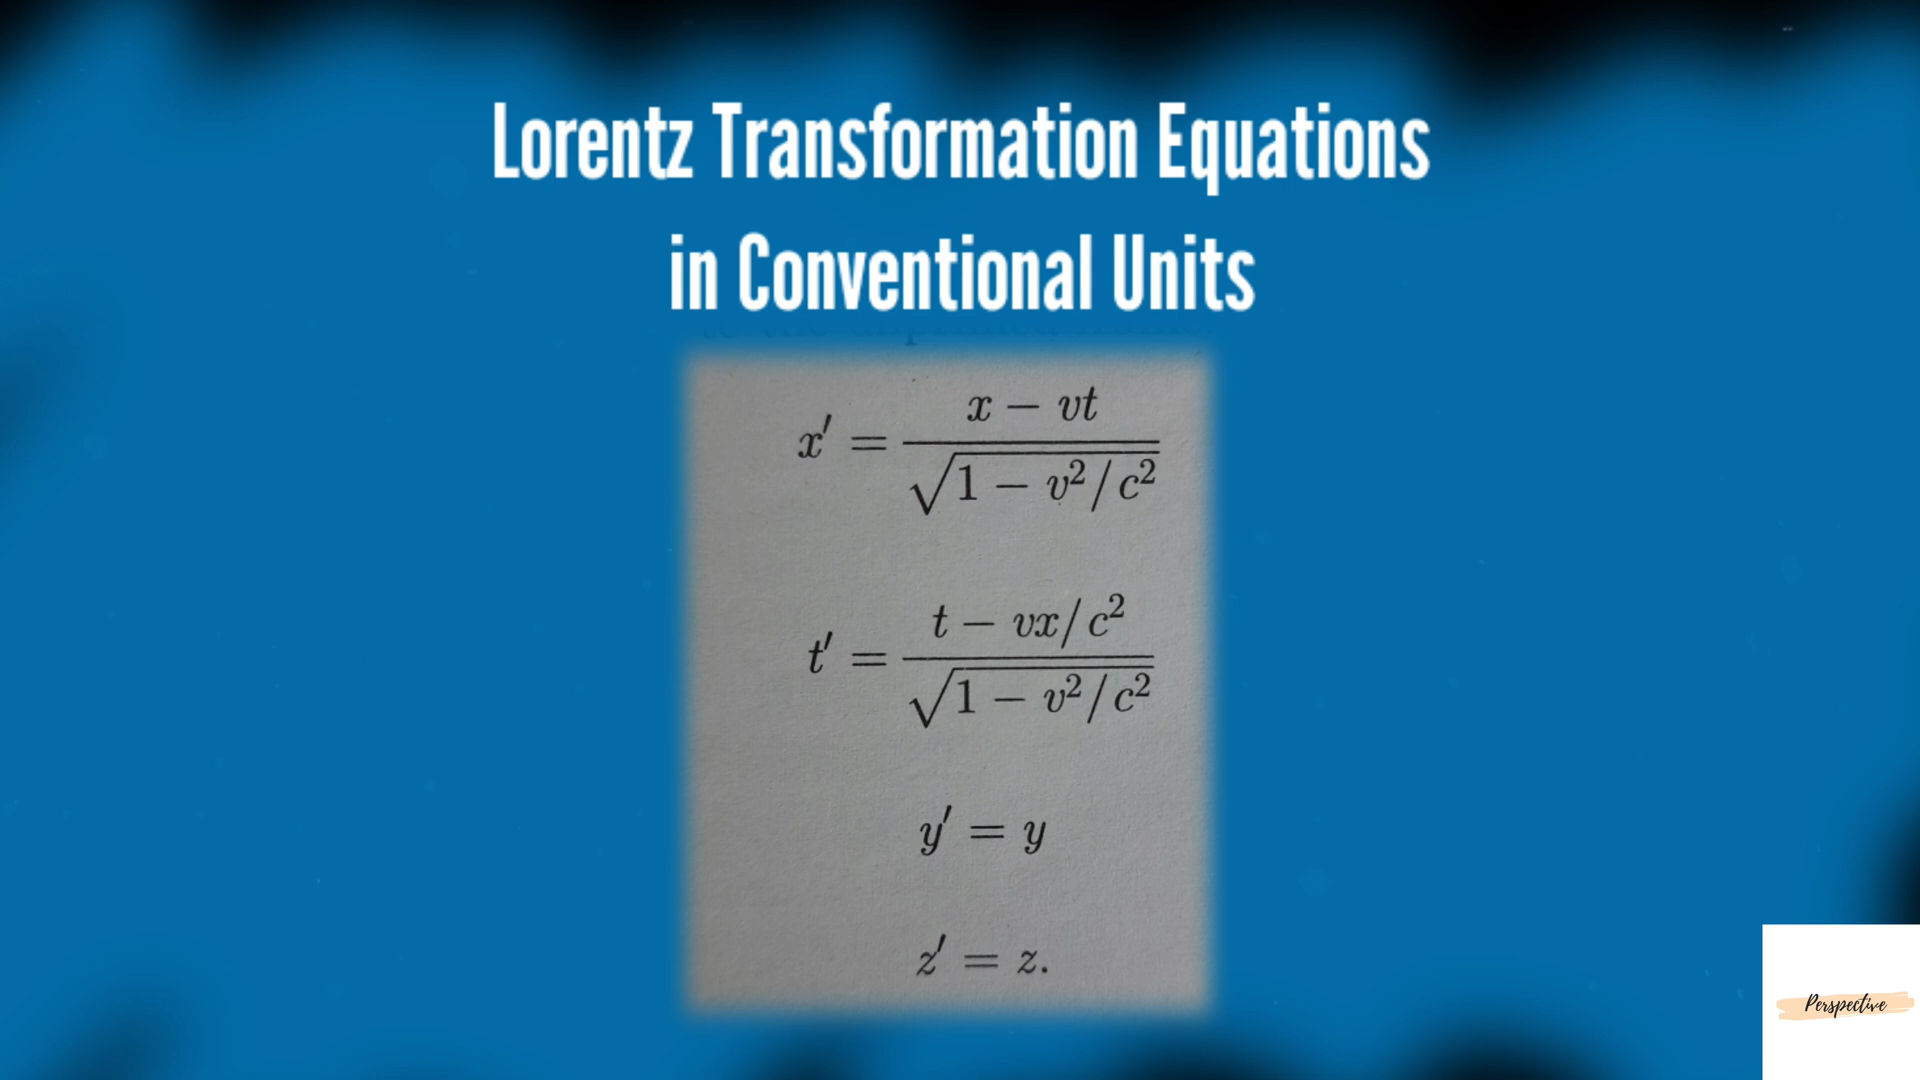 Lorentz Transformation Equations
in Conventional Units
x′ = (x − vt) / √(1 − v²/c²)
t′ = (t − vx/c²) / √(1 − v²/c²)
y′ = y
z′ = z.
Perspective